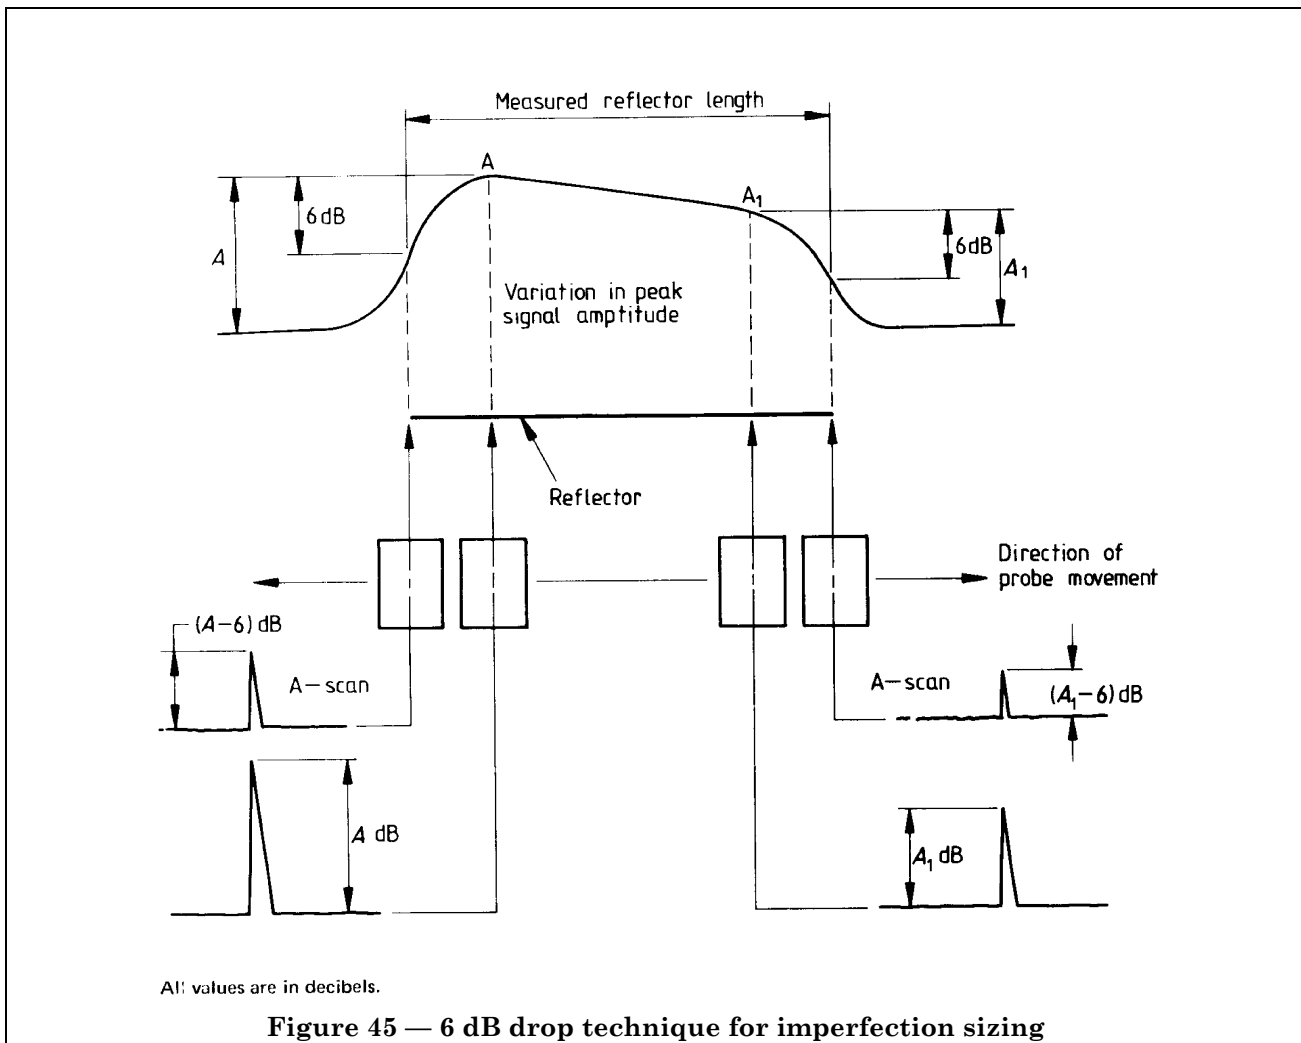 Measured reflector length
A
A₁
6 dB
A
6dB
A₁
Variation in peak
signal amptitude
Reflector
Direction of
probe movement
(A-6) dB
A-scan
A-scan
(A₁-6) dB
A dB
A₁ dB
All values are in decibels.
Figure 45 — 6 dB drop technique for imperfection sizing